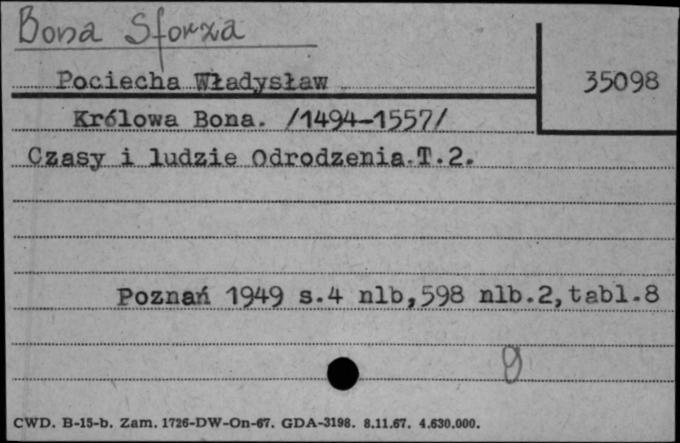 Bona Sforza
Pociecha Władysław
35098
Królowa Bona. /1494-1557/
Czasy i ludzie Odrodzenia.T.2.
Poznań 1949 s.4 nlb,598 nlb.2,tabl.8
9
CWD. B-15-b. Zam. 1726-DW-On-67. GDA-3198. 8.11.67. 4.630.000.